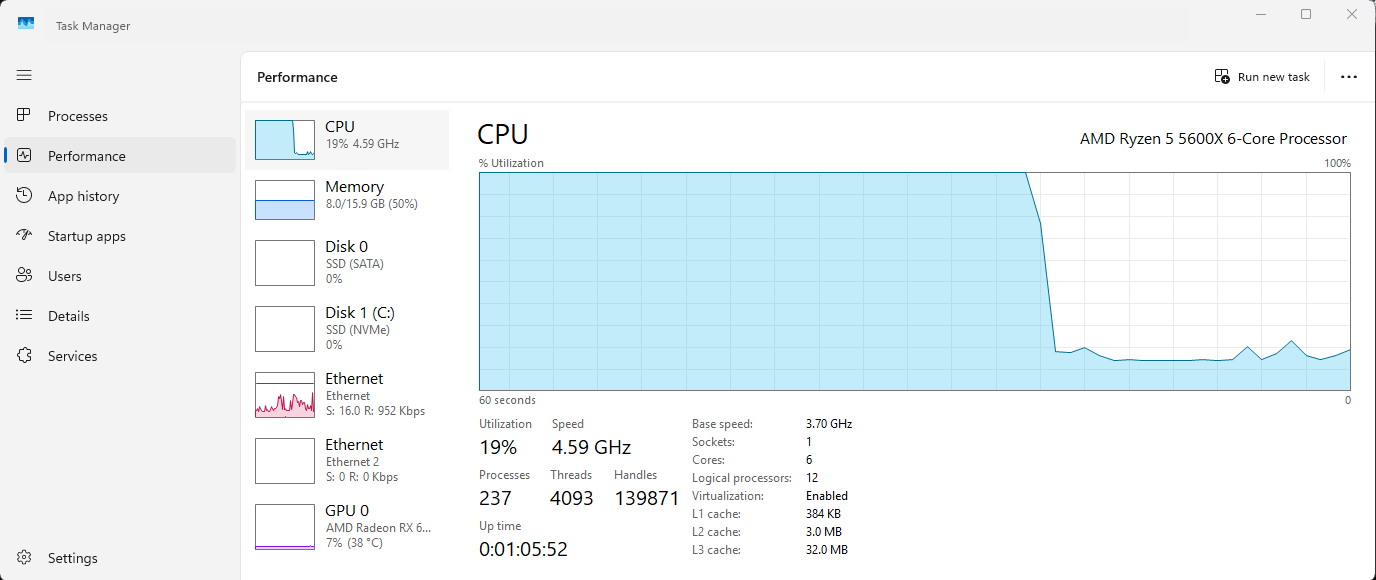 Task Manager
Performance
Run new task
Processes
Performance
App history
Startup apps
Users
Details
Services
Settings
CPU
19% 4.59 GHz
Memory
8.0/15.9 GB (50%)
Disk 0
SSD (SATA)
0%
Disk 1 (C:)
SSD (NVMe)
0%
Ethernet
Ethernet
S: 16.0 R: 952 Kbps
Ethernet
Ethernet 2
S: 0 R: 0 Kbps
GPU 0
AMD Radeon RX 6...
7% (38 °C)
CPU
AMD Ryzen 5 5600X 6-Core Processor
% Utilization
100%
60 seconds
0
Utilization
Speed
19%
4.59 GHz
Processes
Threads
Handles
237
4093
139871
Up time
0:01:05:52
Base speed: 3.70 GHz
Sockets: 1
Cores: 6
Logical processors: 12
Virtualization: Enabled
L1 cache: 384 KB
L2 cache: 3.0 MB
L3 cache: 32.0 MB